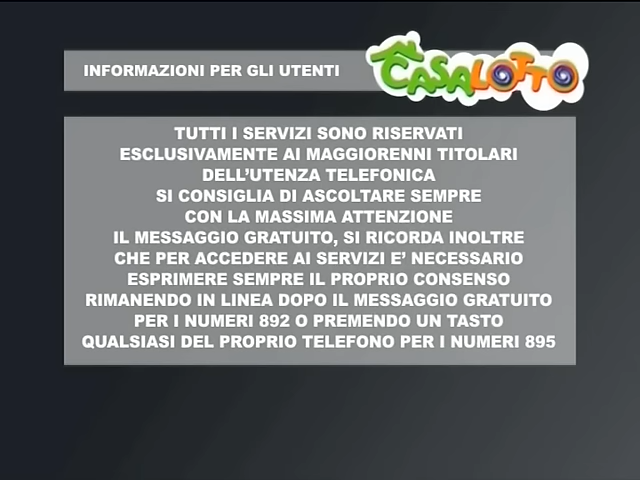 INFORMAZIONI PER GLI UTENTI
CASALOTTO
TUTTI I SERVIZI SONO RISERVATI
ESCLUSIVAMENTE AI MAGGIORENNI TITOLARI
DELL'UTENZA TELEFONICA
SI CONSIGLIA DI ASCOLTARE SEMPRE
CON LA MASSIMA ATTENZIONE
IL MESSAGGIO GRATUITO, SI RICORDA INOLTRE
CHE PER ACCEDERE AI SERVIZI E' NECESSARIO
ESPRIMERE SEMPRE IL PROPRIO CONSENSO
RIMANENDO IN LINEA DOPO IL MESSAGGIO GRATUITO
PER I NUMERI 892 O PREMENDO UN TASTO
QUALSIASI DEL PROPRIO TELEFONO PER I NUMERI 895